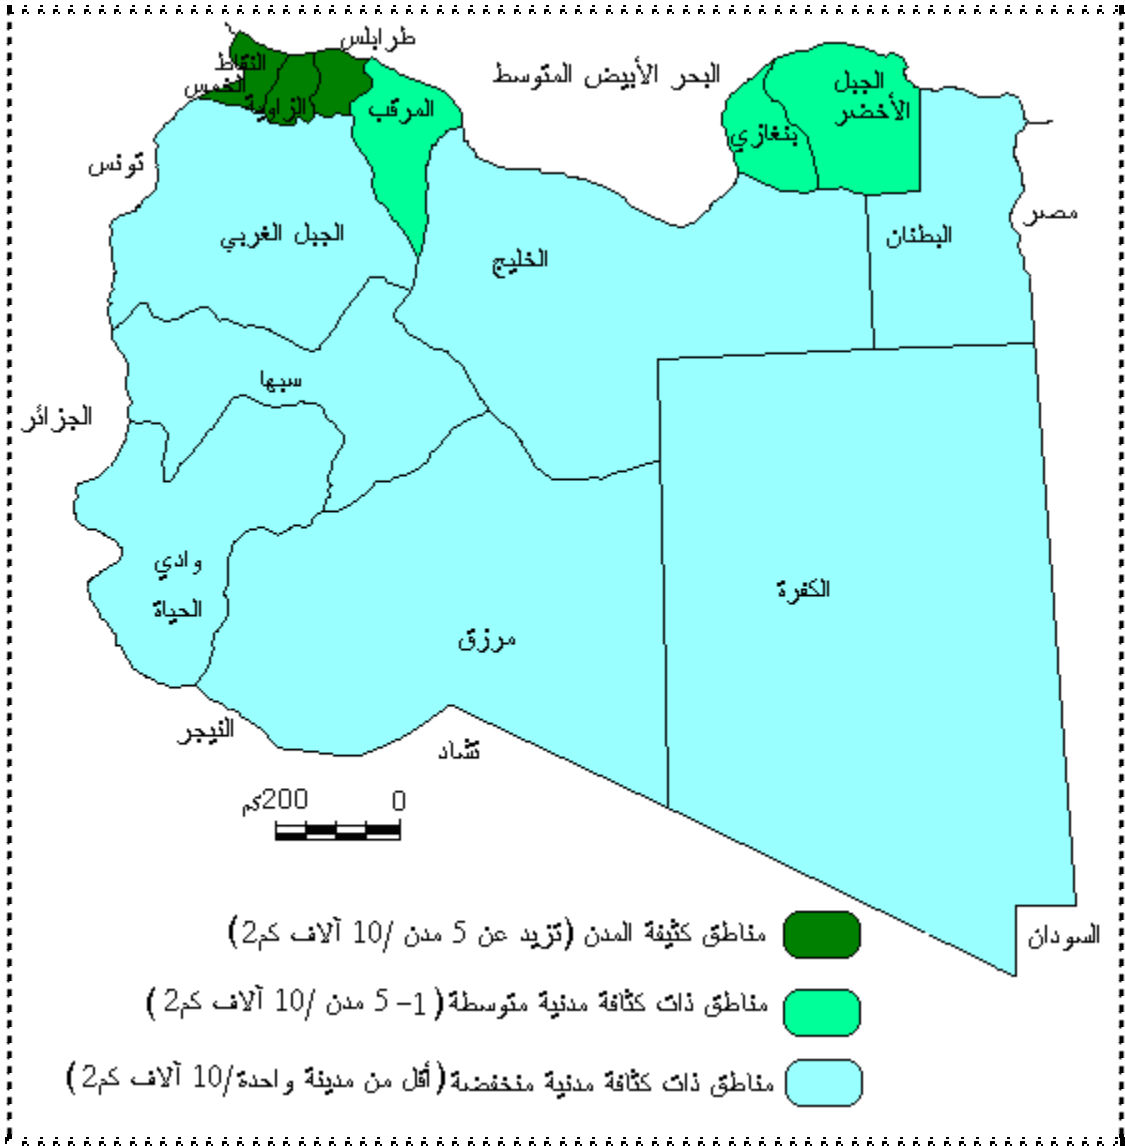 طرابلس
النقاط
الخمس
الزاوية
المرقب
البحر الأبيض المتوسط
الجبل
الأخضر
بنغازي
تونس
مصر
الجبل الغربي
البطنان
الخليج
سبها
الجزائر
وادي
الحياة
الكفرة
مرزق
النيجر
تشاد
0
200كم
السودان
مناطق كثيفة المدن (تزيد عن 5 مدن /10 آلاف كم2)
مناطق ذات كثافة مدنية متوسطة( 1– 5 مدن /10 آلاف كم2 )
مناطق ذات كثافة مدنية منخفضة(أقل من مدينة واحدة/10 آلاف كم2)